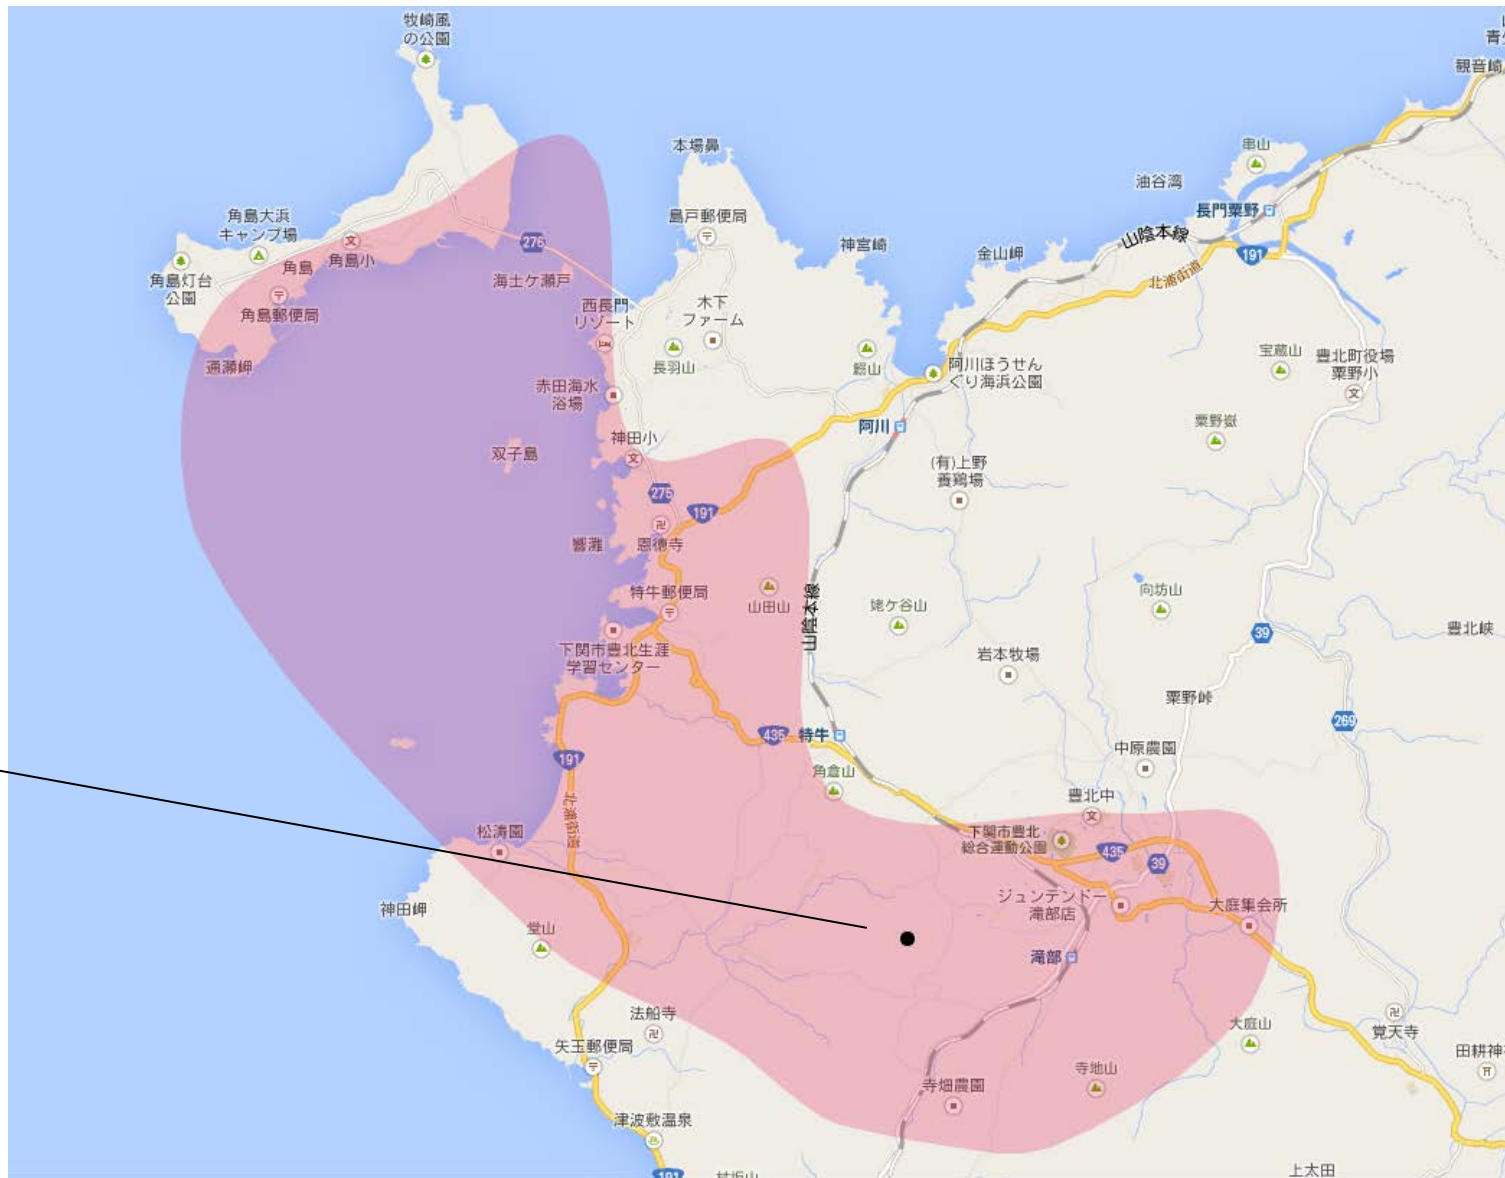 牧崎風
の公園
青
観音崎
串山
本場鼻
油谷湾
長門粟野
島戸郵便局
角島大浜
キャンプ場
276
神宮崎
金山岬
山陰本線
191
北浦街道
角島灯台
公園
角島
角島小
海士ケ瀬戸
角島郵便局
西長門
リゾート
木下
ファーム
通瀬岬
長羽山
阿川ほうせん
ぐり海浜公園
宝蔵山
豊北町役場
粟野小
赤田海水
浴場
阿川
粟野嶽
神田小
双子島
(有)上野
養鶏場
276
191
響灘
恩徳寺
特牛郵便局
山田山
山陰本線
姥ケ谷山
向坊山
39
豊北峡
下関市豊北生涯
学習センター
岩本牧場
粟野峠
269
435
特牛
191
中原農園
角倉山
北浦街道
豊北中
松涛園
下関市豊北
総合運動公園
435
39
神田岬
ジュンテンドー
滝部店
大庭集会所
堂山
滝部
法船寺
大庭山
覚天寺
矢玉郵便局
田耕神
寺畑農園
寺地山
津波敷温泉
191
上太田